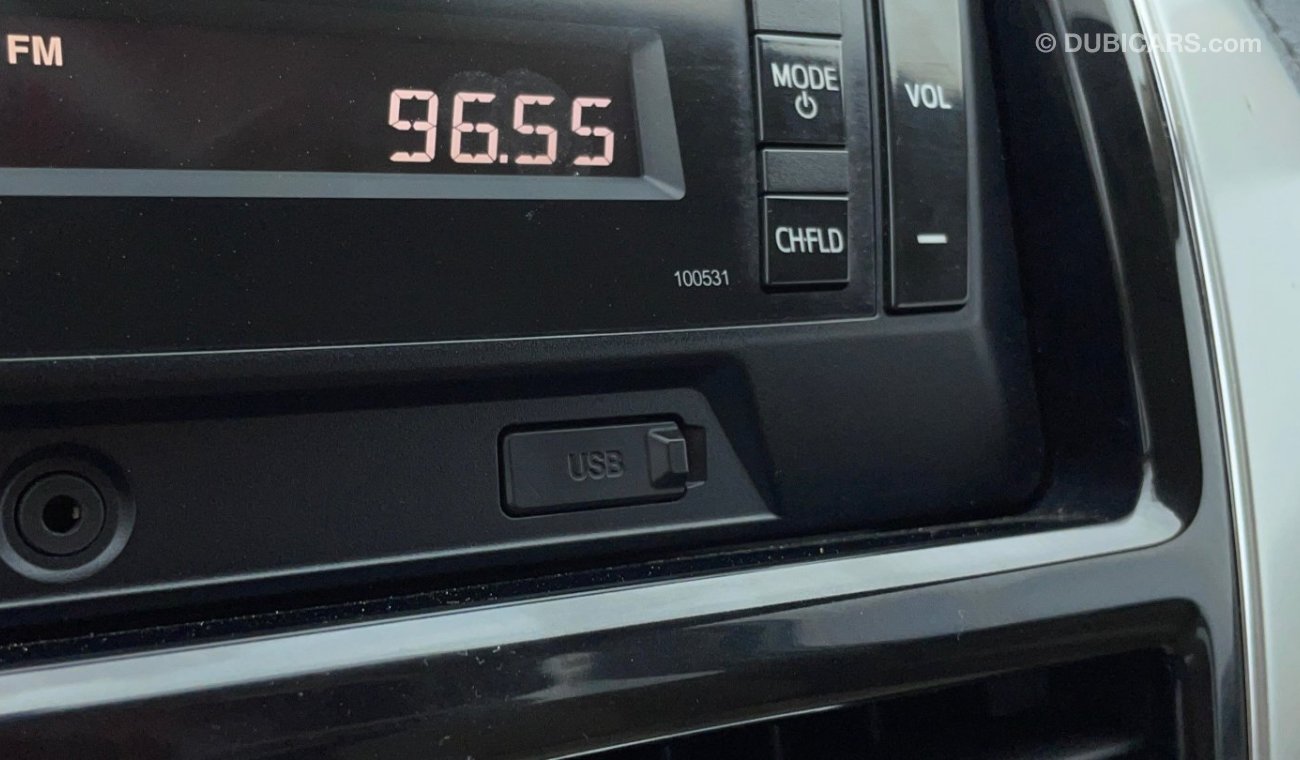 FM
96.55
MODE
VOL
© DUBICARS.com
CH·FLD
100531
USB